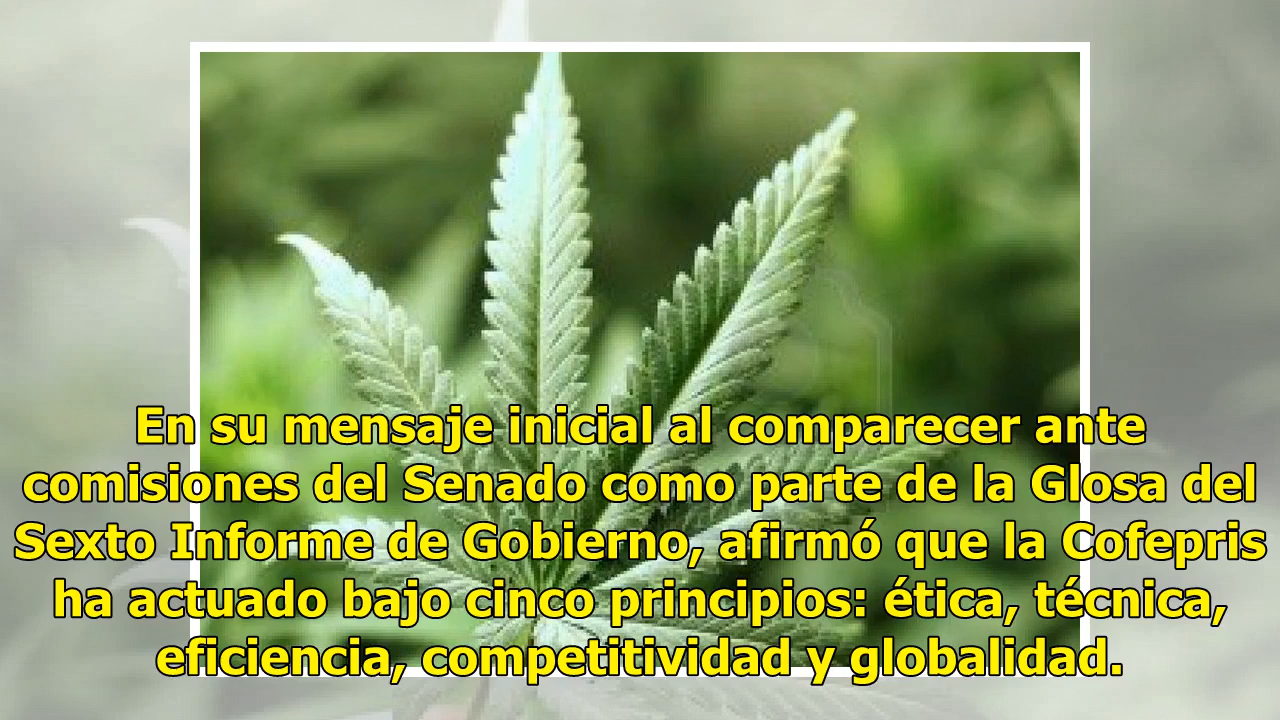 En su mensaje inicial al comparecer ante
comisiones del Senado como parte de la Glosa del
Sexto Informe de Gobierno, afirmó que la Cofepris
ha actuado bajo cinco principios: ética, técnica,
eficiencia, competitividad y globalidad.